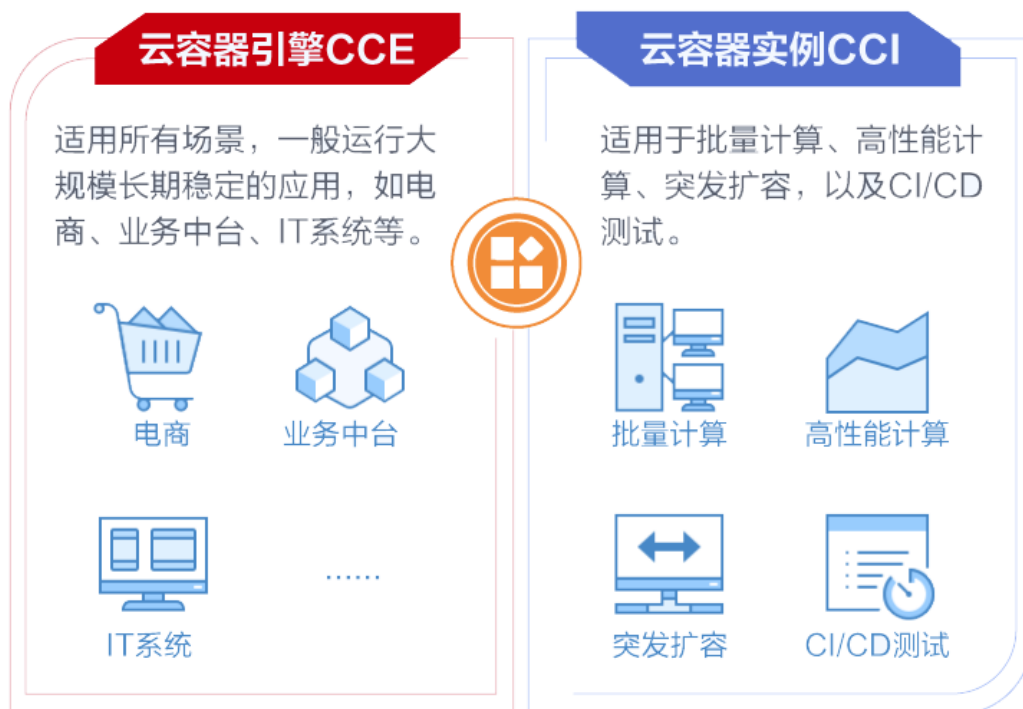 云容器引擎CCE
适用所有场景，一般运行大
规模长期稳定的应用，如电
商、业务中台、IT系统等。
电商
业务中台
IT系统
……
云容器实例CCI
适用于批量计算、高性能计
算、突发扩容，以及CI/CD
测试。
批量计算
高性能计算
突发扩容
CI/CD测试